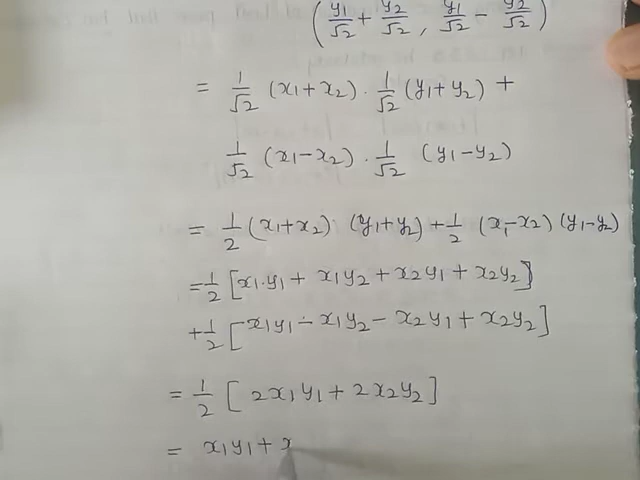 (y₁/√2 + y₂/√2 , y₁/√2 − y₂/√2)
= 1/√2 (x₁+x₂) · 1/√2 (y₁+y₂) +
1/√2 (x₁−x₂) · 1/√2 (y₁−y₂)
= 1/2 (x₁+x₂) (y₁+y₂) + 1/2 (x₁−x₂) (y₁−y₂)
= 1/2 [x₁·y₁ + x₁y₂ + x₂y₁ + x₂y₂]
+ 1/2 [x₁y₁ − x₁y₂ − x₂y₁ + x₂y₂]
= 1/2 [2x₁y₁ + 2x₂y₂]
= x₁y₁ + x